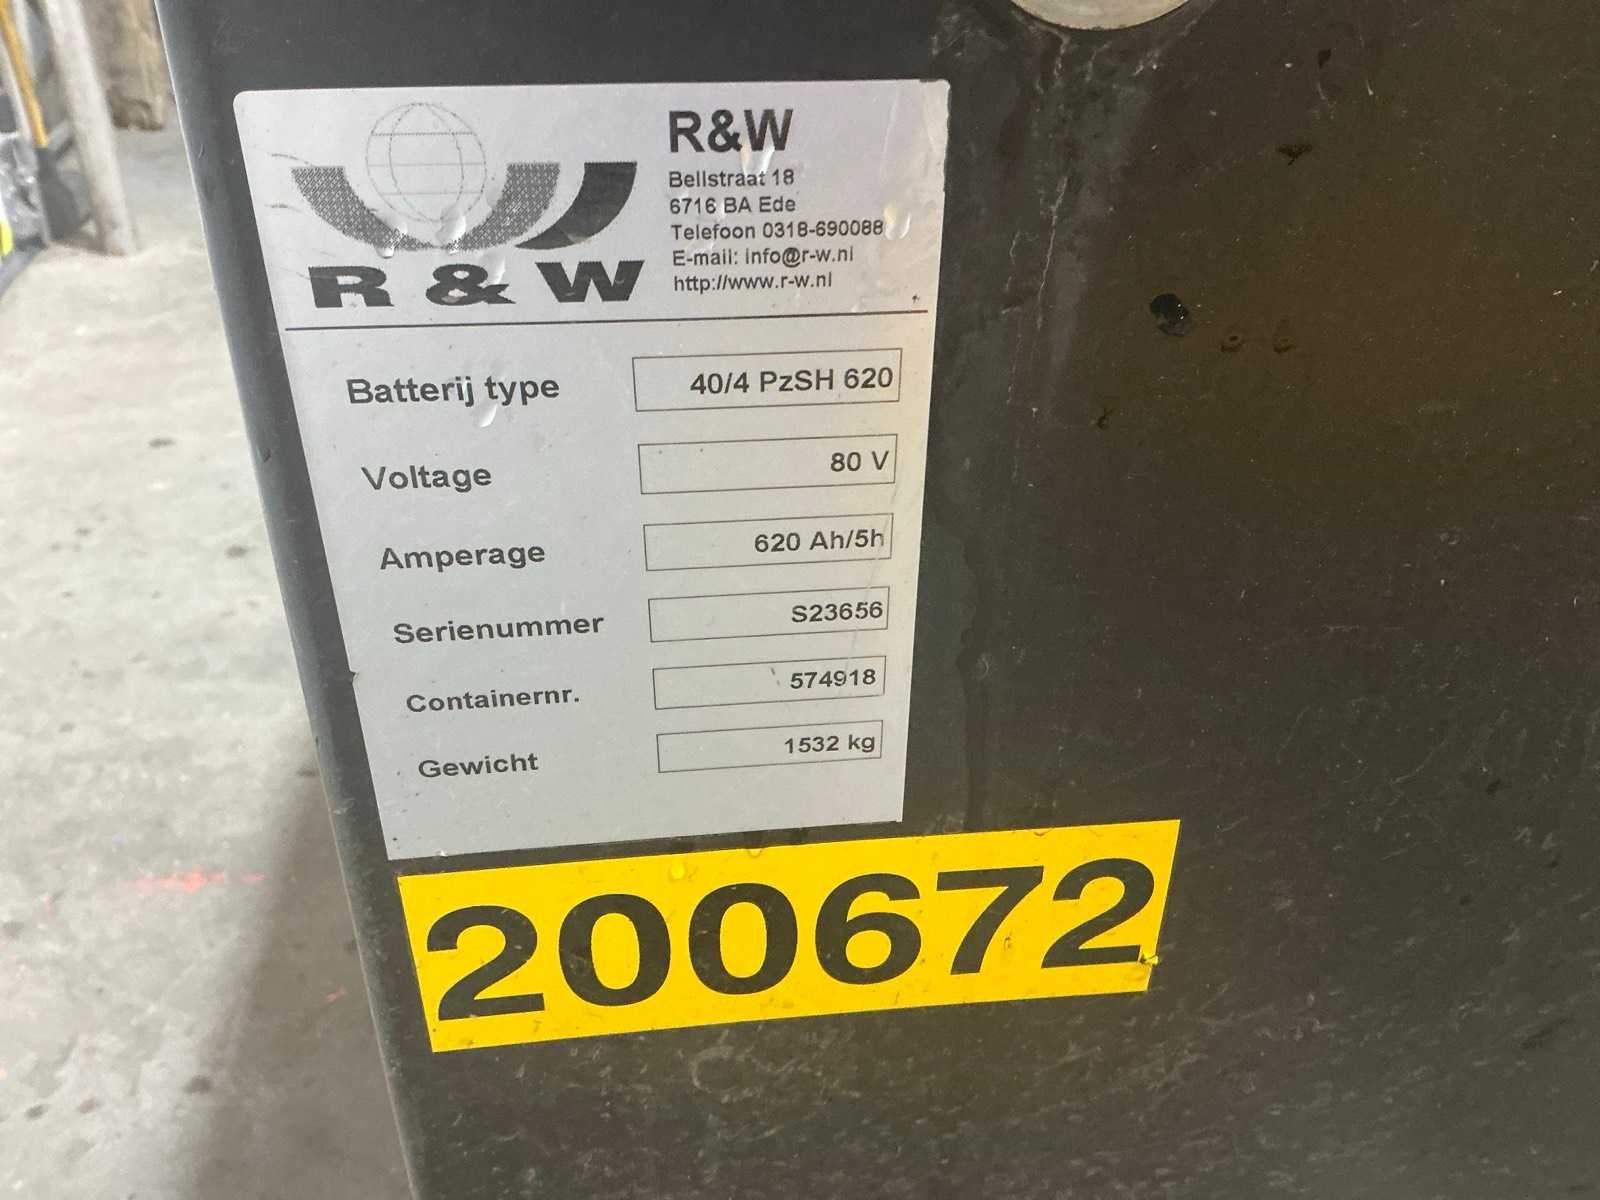 R & W
R&W
Bellstraat 18
6716 BA Ede
Telefoon 0318-690088
E-mail: info@r-w.nl
http://www.r-w.nl
Batterij type 40/4 PzSH 620
Voltage 80 V
Amperage 620 Ah/5h
Serienummer S23656
Containernr. 574918
Gewicht 1532 kg
200672